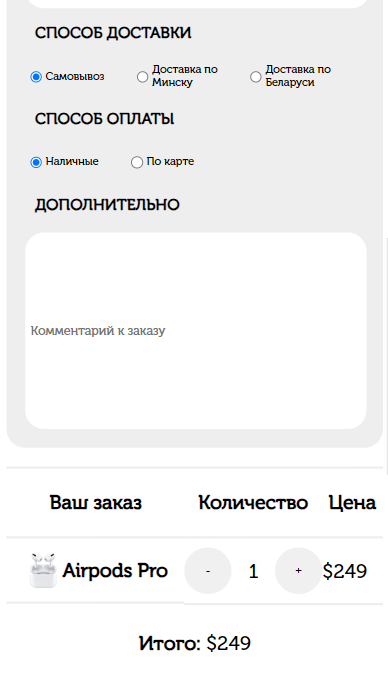 СПОСОБ ДОСТАВКИ
Самовывоз
Доставка по
Минску
Доставка по
Беларуси
СПОСОБ ОПЛАТЫ
Наличные
По карте
ДОПОЛНИТЕЛЬНО
Комментарий к заказу
Ваш заказ Количество Цена
Airpods Pro - 1 + $249
Итого: $249